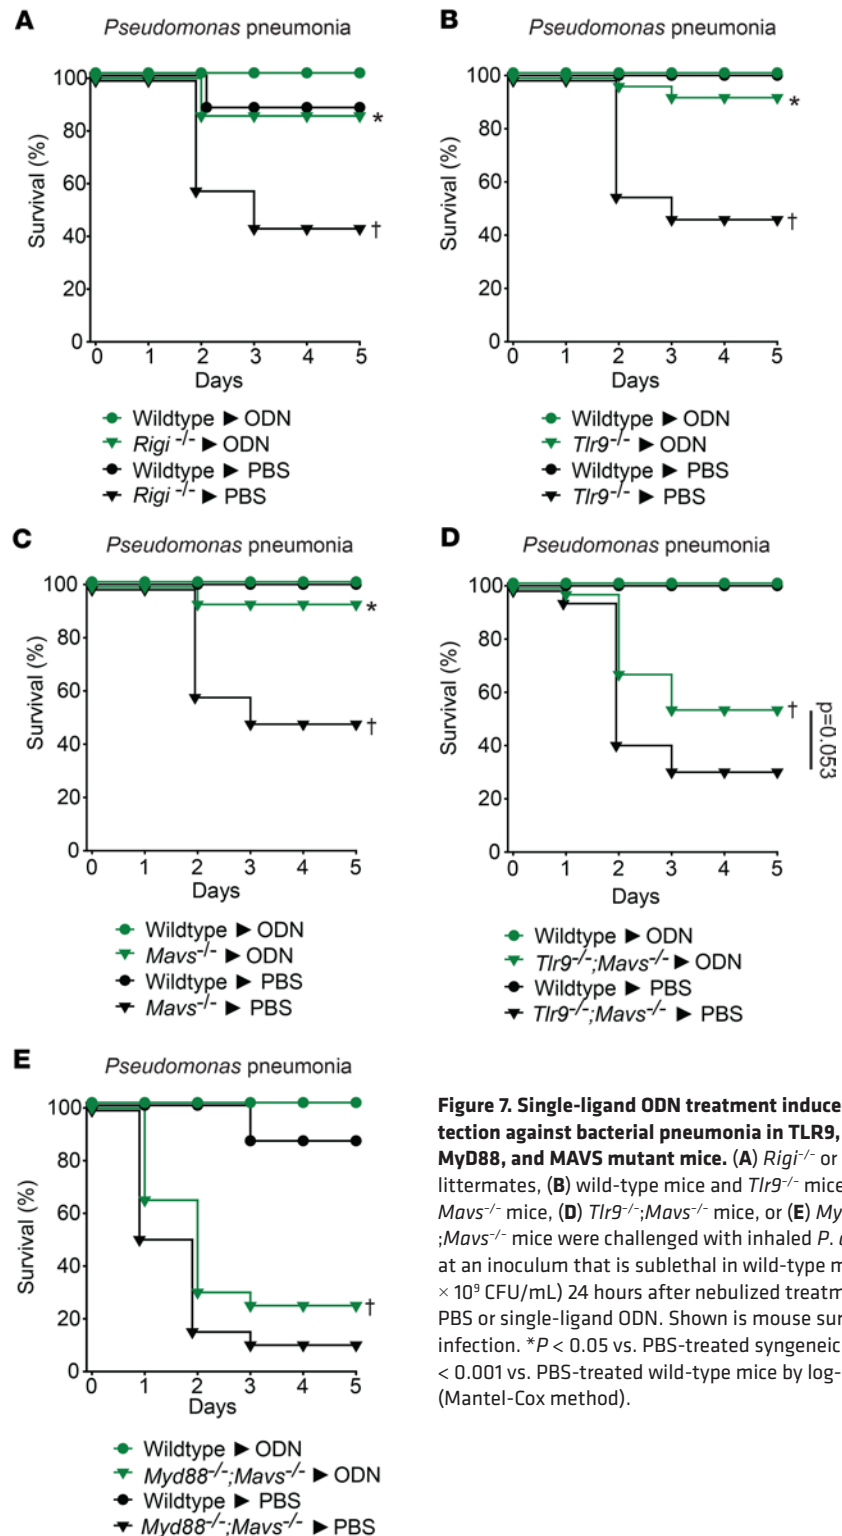 A
Pseudomonas pneumonia
Survival (%)
100
80
60
40
20
0
0 1 2 3 4 5
Days
*
†
Wildtype ► ODN
Rigi -/- ► ODN
Wildtype ► PBS
Rigi -/- ► PBS
B
Pseudomonas pneumonia
Survival (%)
100
80
60
40
20
0
0 1 2 3 4 5
Days
*
†
Wildtype ► ODN
Tlr9-/- ► ODN
Wildtype ► PBS
Tlr9-/- ► PBS
C
Pseudomonas pneumonia
Survival (%)
100
80
60
40
20
0
0 1 2 3 4 5
Days
*
†
Wildtype ► ODN
Mavs-/- ► ODN
Wildtype ► PBS
Mavs-/- ► PBS
D
Pseudomonas pneumonia
Survival (%)
100
80
60
40
20
0
0 1 2 3 4 5
Days
†
p=0.053
Wildtype ► ODN
Tlr9-/-;Mavs-/- ► ODN
Wildtype ► PBS
Tlr9-/-;Mavs-/- ► PBS
E
Pseudomonas pneumonia
Survival (%)
100
80
60
40
20
0
0 1 2 3 4 5
Days
†
Wildtype ► ODN
Myd88-/-;Mavs-/- ► ODN
Wildtype ► PBS
Myd88-/-;Mavs-/- ► PBS
Figure 7. Single-ligand ODN treatment induce
tection against bacterial pneumonia in TLR9,
MyD88, and MAVS mutant mice. (A) Rigi–/– or
littermates, (B) wild-type mice and Tlr9–/– mice
Mavs–/– mice, (D) Tlr9–/–;Mavs–/– mice, or (E) My
;Mavs–/– mice were challenged with inhaled P.
at an inoculum that is sublethal in wild-type m
× 10⁹ CFU/mL) 24 hours after nebulized treatm
PBS or single-ligand ODN. Shown is mouse sur
infection. *P < 0.05 vs. PBS-treated syngeneic
< 0.001 vs. PBS-treated wild-type mice by log-
(Mantel-Cox method).